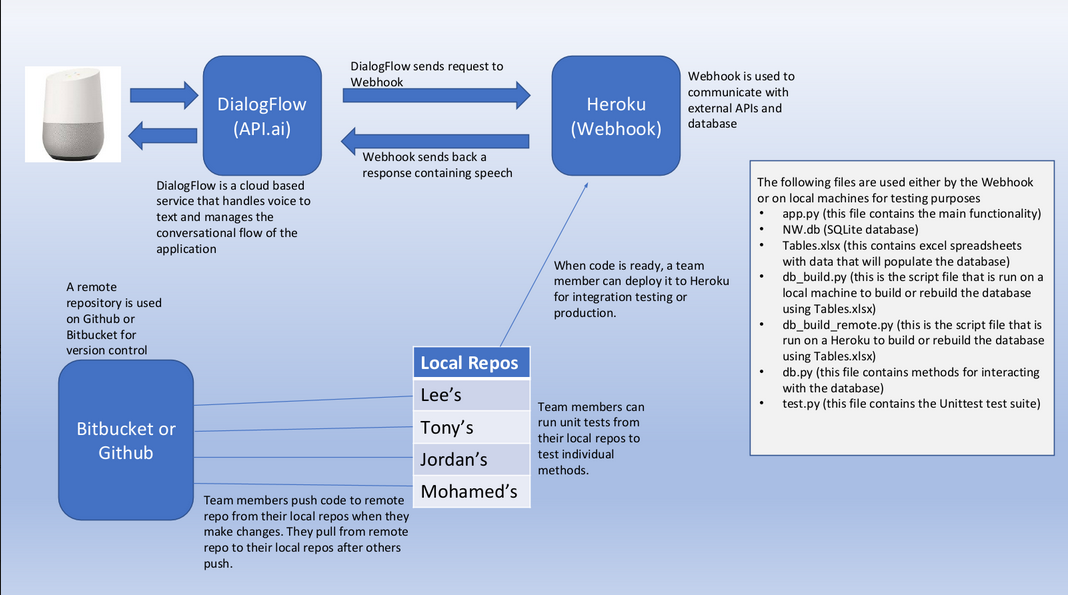 DialogFlow
(API.ai)
DialogFlow sends request to
Webhook
Webhook sends back a
response containing speech
Heroku
(Webhook)
Webhook is used to
communicate with
external APIs and
database
DialogFlow is a cloud based
service that handles voice to
text and manages the
conversational flow of the
application
The following files are used either by the Webhook
or on local machines for testing purposes
• app.py (this file contains the main functionality)
• NW.db (SQLite database)
• Tables.xlsx (this contains excel spreadsheets
with data that will populate the database)
• db_build.py (this is the script file that is run on a
local machine to build or rebuild the database
using Tables.xlsx)
• db_build_remote.py (this is the script file that is
run on a Heroku to build or rebuild the database
using Tables.xlsx)
• db.py (this file contains methods for interacting
with the database)
• test.py (this file contains the Unittest test suite)
When code is ready, a team
member can deploy it to Heroku
for integration testing or
production.
A remote
repository is used
on Github or
Bitbucket for
version control
Bitbucket or
Github
Local Repos
Lee's
Tony's
Jordan's
Mohamed's
Team members can
run unit tests from
their local repos to
test individual
methods.
Team members push code to remote
repo from their local repos when they
make changes. They pull from remote
repo to their local repos after others
push.